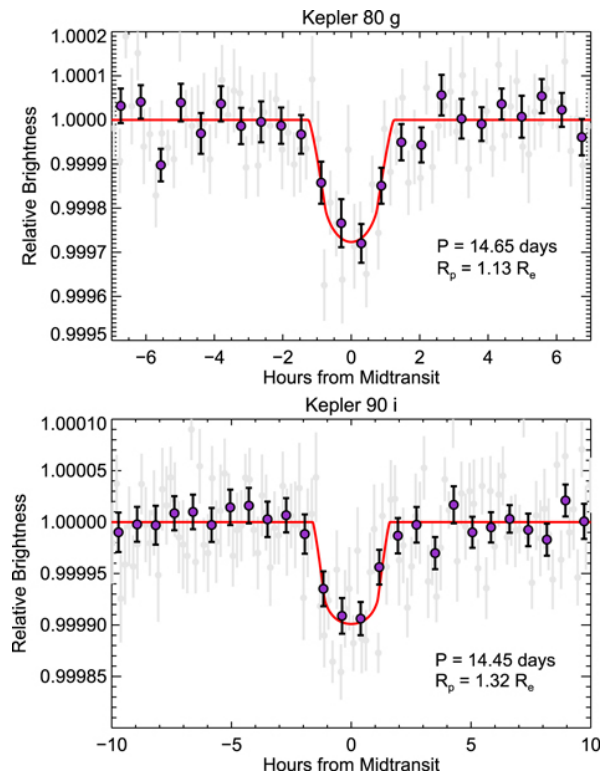 Kepler 80 g
1.0002
1.0001
1.0000
0.9999
0.9998
0.9997
0.9996
0.9995
Relative Brightness
P = 14.65 days
Rp = 1.13 Re
−6 −4 −2 0 2 4 6
Hours from Midtransit
Kepler 90 i
1.00010
1.00005
1.00000
0.99995
0.99990
0.99985
Relative Brightness
P = 14.45 days
Rp = 1.32 Re
−10 −5 0 5 10
Hours from Midtransit